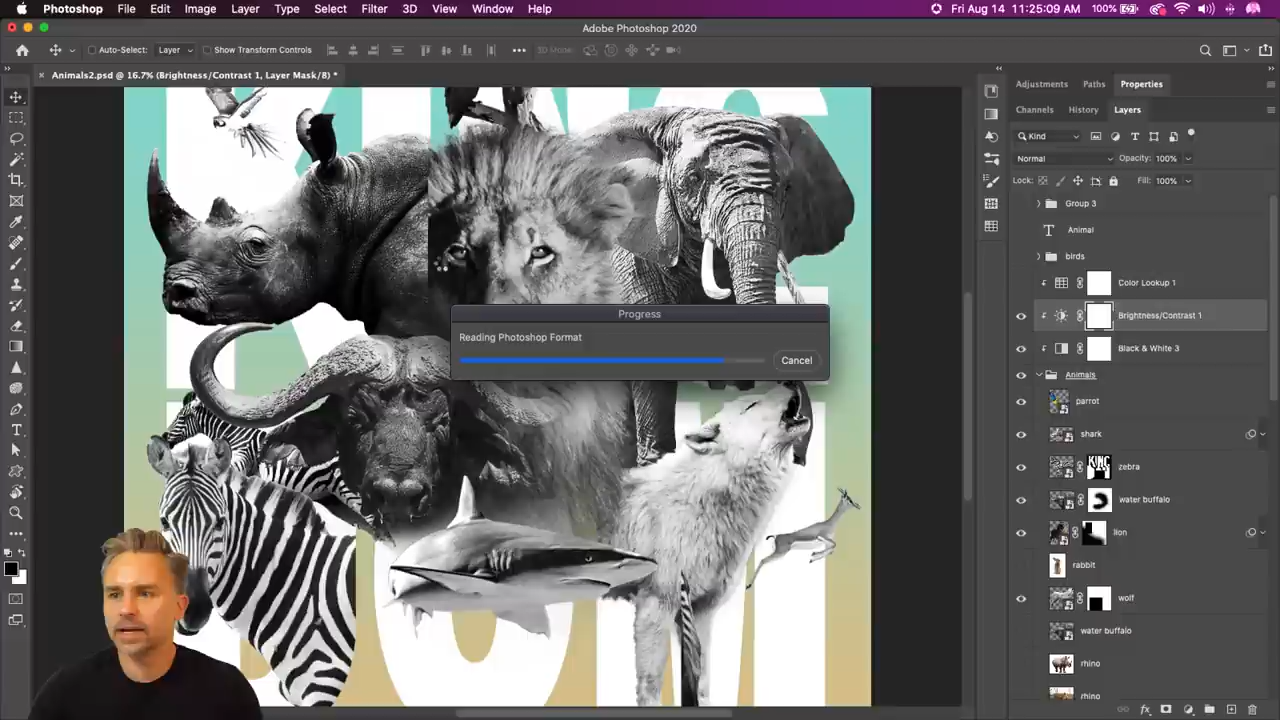 Photoshop File Edit Image Layer Type Select Filter 3D View Window Help 100% Fri Aug 14 11:25:09 AM
Adobe Photoshop 2020
Auto-Select: Layer Show Transform Controls 3D Mode:
Animals2.psd @ 16.7% (Brightness/Contrast 1, Layer Mask/8) *
Adjustments Paths Properties
Channels History Layers
Kind
Normal Opacity: 100%
Lock: Fill: 100%
Group 3
Animal
birds
Color Lookup 1
Brightness/Contrast 1
Black & White 3
Animals
parrot
shark
zebra
water buffalo
lion
rabbit
wolf
water buffalo
rhino
rhino
Progress
Reading Photoshop Format
Cancel